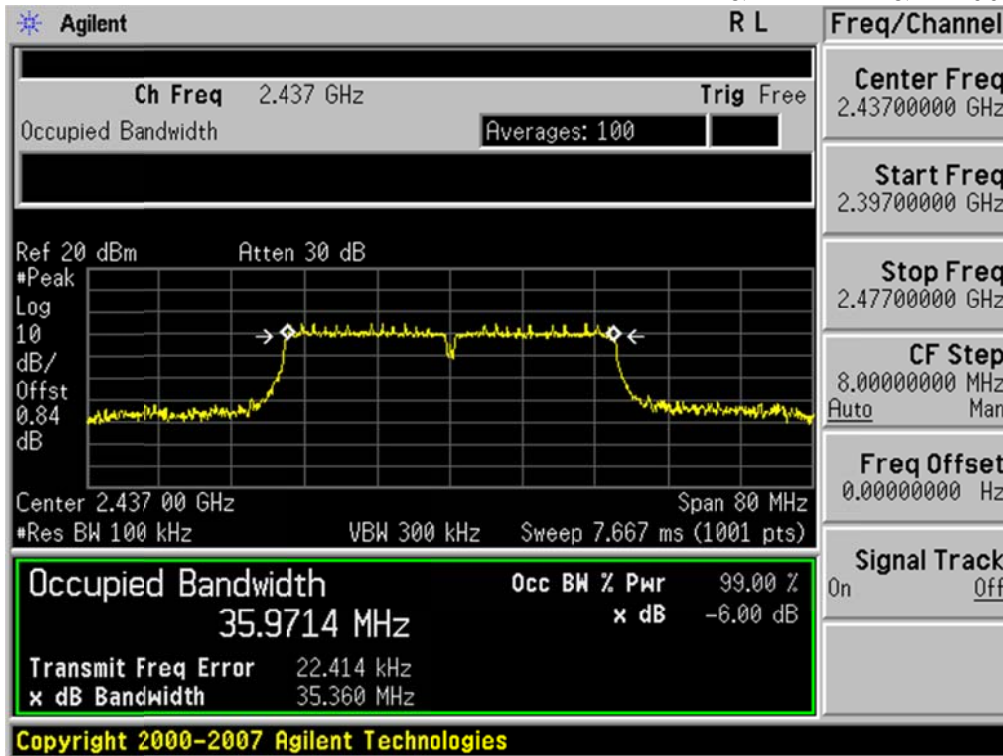 Agilent R L Freq/Channel
Ch Freq 2.437 GHz Trig Free
Occupied Bandwidth Averages: 100
Center Freq
2.43700000 GHz
Start Freq
2.39700000 GHz
Stop Freq
2.47700000 GHz
CF Step
8.00000000 MHz
Auto Man
Freq Offset
0.00000000 Hz
Signal Track
On Off
Ref 20 dBm Atten 30 dB
#Peak
Log
10
dB/
Offst
0.84
dB
Center 2.437 00 GHz Span 80 MHz
#Res BW 100 kHz VBW 300 kHz Sweep 7.667 ms (1001 pts)
Occupied Bandwidth Occ BW % Pwr 99.00 %
35.9714 MHz x dB -6.00 dB
Transmit Freq Error 22.414 kHz
x dB Bandwidth 35.360 MHz
Copyright 2000-2007 Agilent Technologies